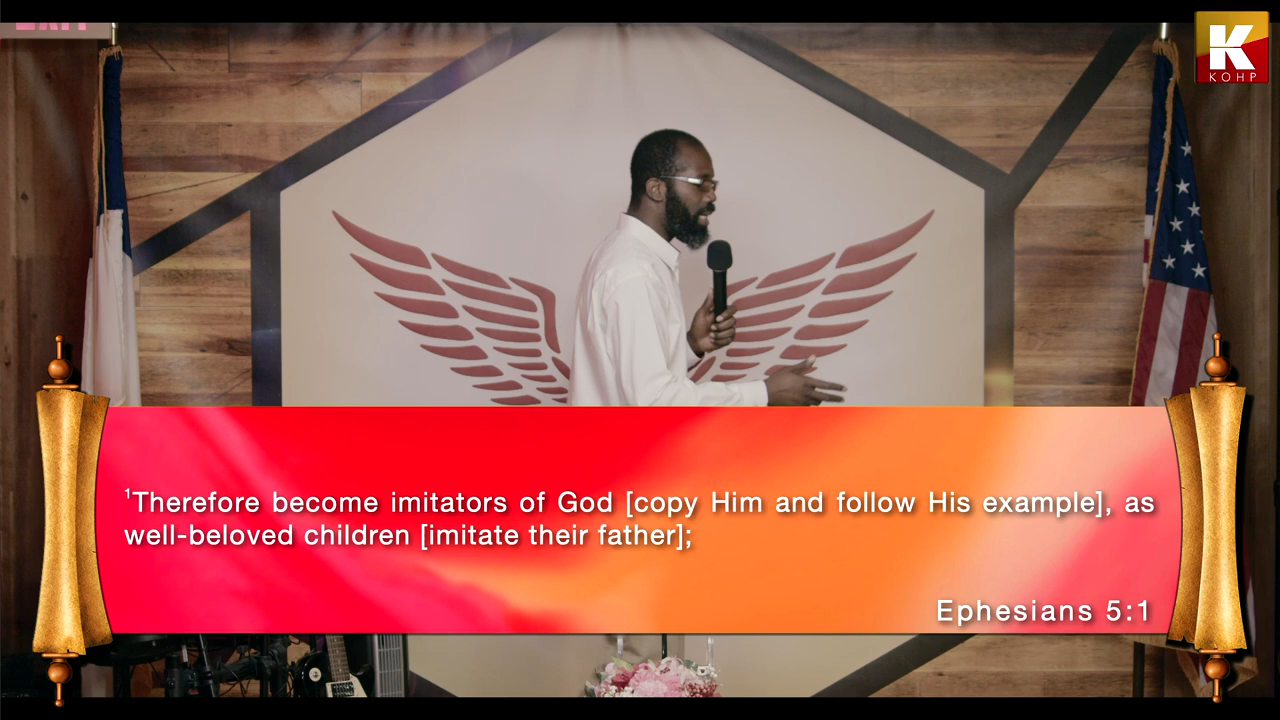 EXIT
K
KOHP
¹Therefore become imitators of God [copy Him and follow His example], as
well-beloved children [imitate their father];
Ephesians 5:1